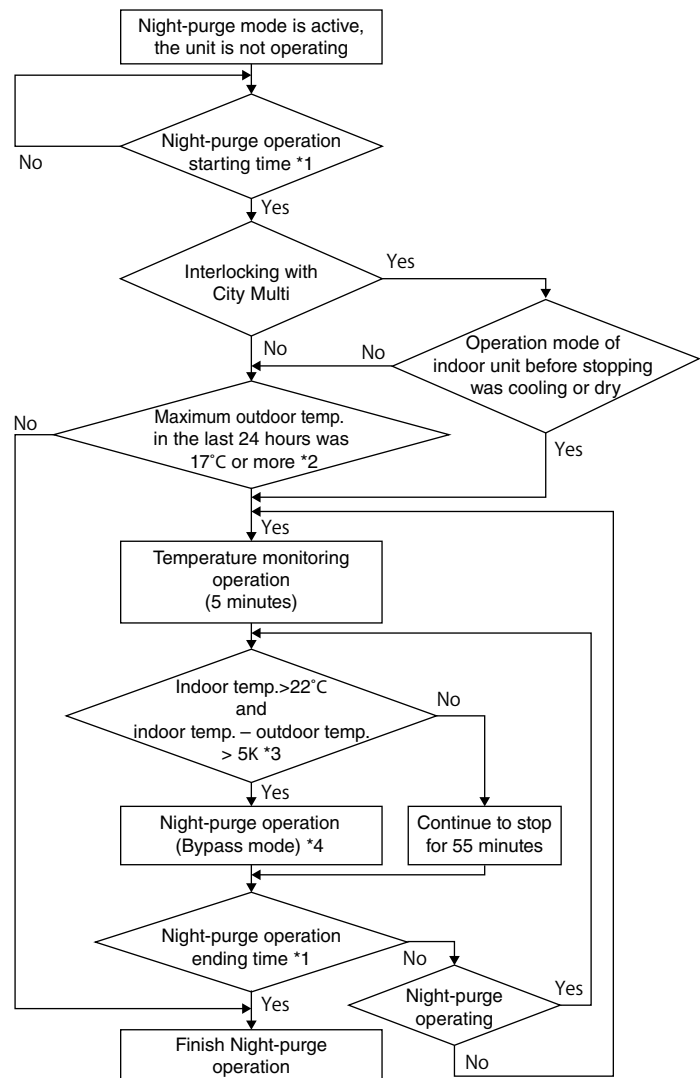 Night-purge mode is active,
the unit is not operating
Night-purge operation
starting time *1
No
Yes
Interlocking with
City Multi
Yes
No
No
Operation mode of
indoor unit before stopping
was cooling or dry
No
Maximum outdoor temp.
in the last 24 hours was
17˚C or more *2
Yes
Yes
Temperature monitoring
operation
(5 minutes)
Indoor temp.>22˚C
and
indoor temp. – outdoor temp.
> 5K *3
No
Yes
Night-purge operation
(Bypass mode) *4
Continue to stop
for 55 minutes
Night-purge operation
ending time *1
No
Yes
Night-purge
operating
Yes
No
Finish Night-purge
operation